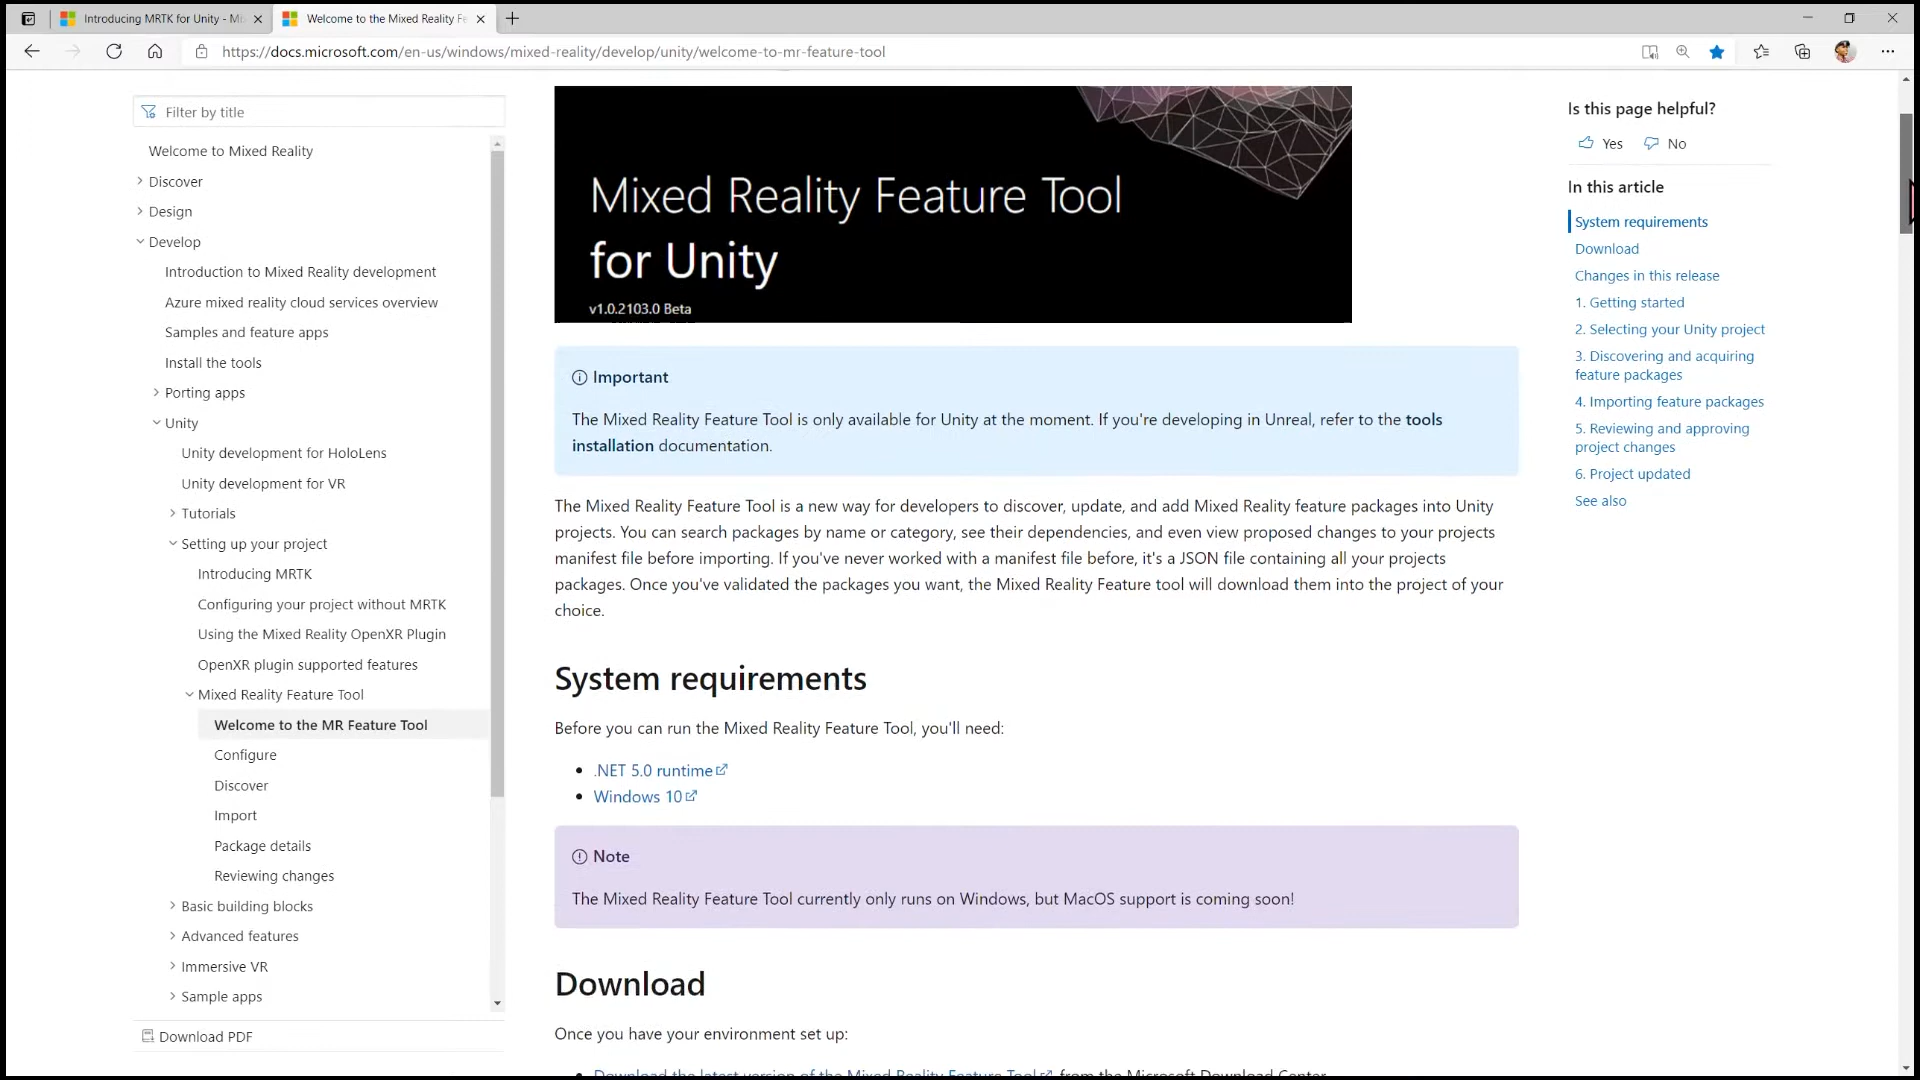 Introducing MRTK for Unity - Mi
Welcome to the Mixed Reality Fe
https://docs.microsoft.com/en-us/windows/mixed-reality/develop/unity/welcome-to-mr-feature-tool
Filter by title
Welcome to Mixed Reality
Discover
Design
Develop
Introduction to Mixed Reality development
Azure mixed reality cloud services overview
Samples and feature apps
Install the tools
Porting apps
Unity
Unity development for HoloLens
Unity development for VR
Tutorials
Setting up your project
Introducing MRTK
Configuring your project without MRTK
Using the Mixed Reality OpenXR Plugin
OpenXR plugin supported features
Mixed Reality Feature Tool
Welcome to the MR Feature Tool
Configure
Discover
Import
Package details
Reviewing changes
Basic building blocks
Advanced features
Immersive VR
Sample apps
Download PDF
Mixed Reality Feature Tool
for Unity
v1.0.2103.0 Beta
Important
The Mixed Reality Feature Tool is only available for Unity at the moment. If you're developing in Unreal, refer to the tools
installation documentation.
The Mixed Reality Feature Tool is a new way for developers to discover, update, and add Mixed Reality feature packages into Unity
projects. You can search packages by name or category, see their dependencies, and even view proposed changes to your projects
manifest file before importing. If you've never worked with a manifest file before, it's a JSON file containing all your projects
packages. Once you've validated the packages you want, the Mixed Reality Feature tool will download them into the project of your
choice.
System requirements
Before you can run the Mixed Reality Feature Tool, you'll need:
• .NET 5.0 runtime
• Windows 10
Note
The Mixed Reality Feature Tool currently only runs on Windows, but MacOS support is coming soon!
Download
Once you have your environment set up:
• Download the latest version of the Mixed Reality Feature Tool from the Microsoft Download Center
Is this page helpful?
Yes No
In this article
System requirements
Download
Changes in this release
1. Getting started
2. Selecting your Unity project
3. Discovering and acquiring
feature packages
4. Importing feature packages
5. Reviewing and approving
project changes
6. Project updated
See also